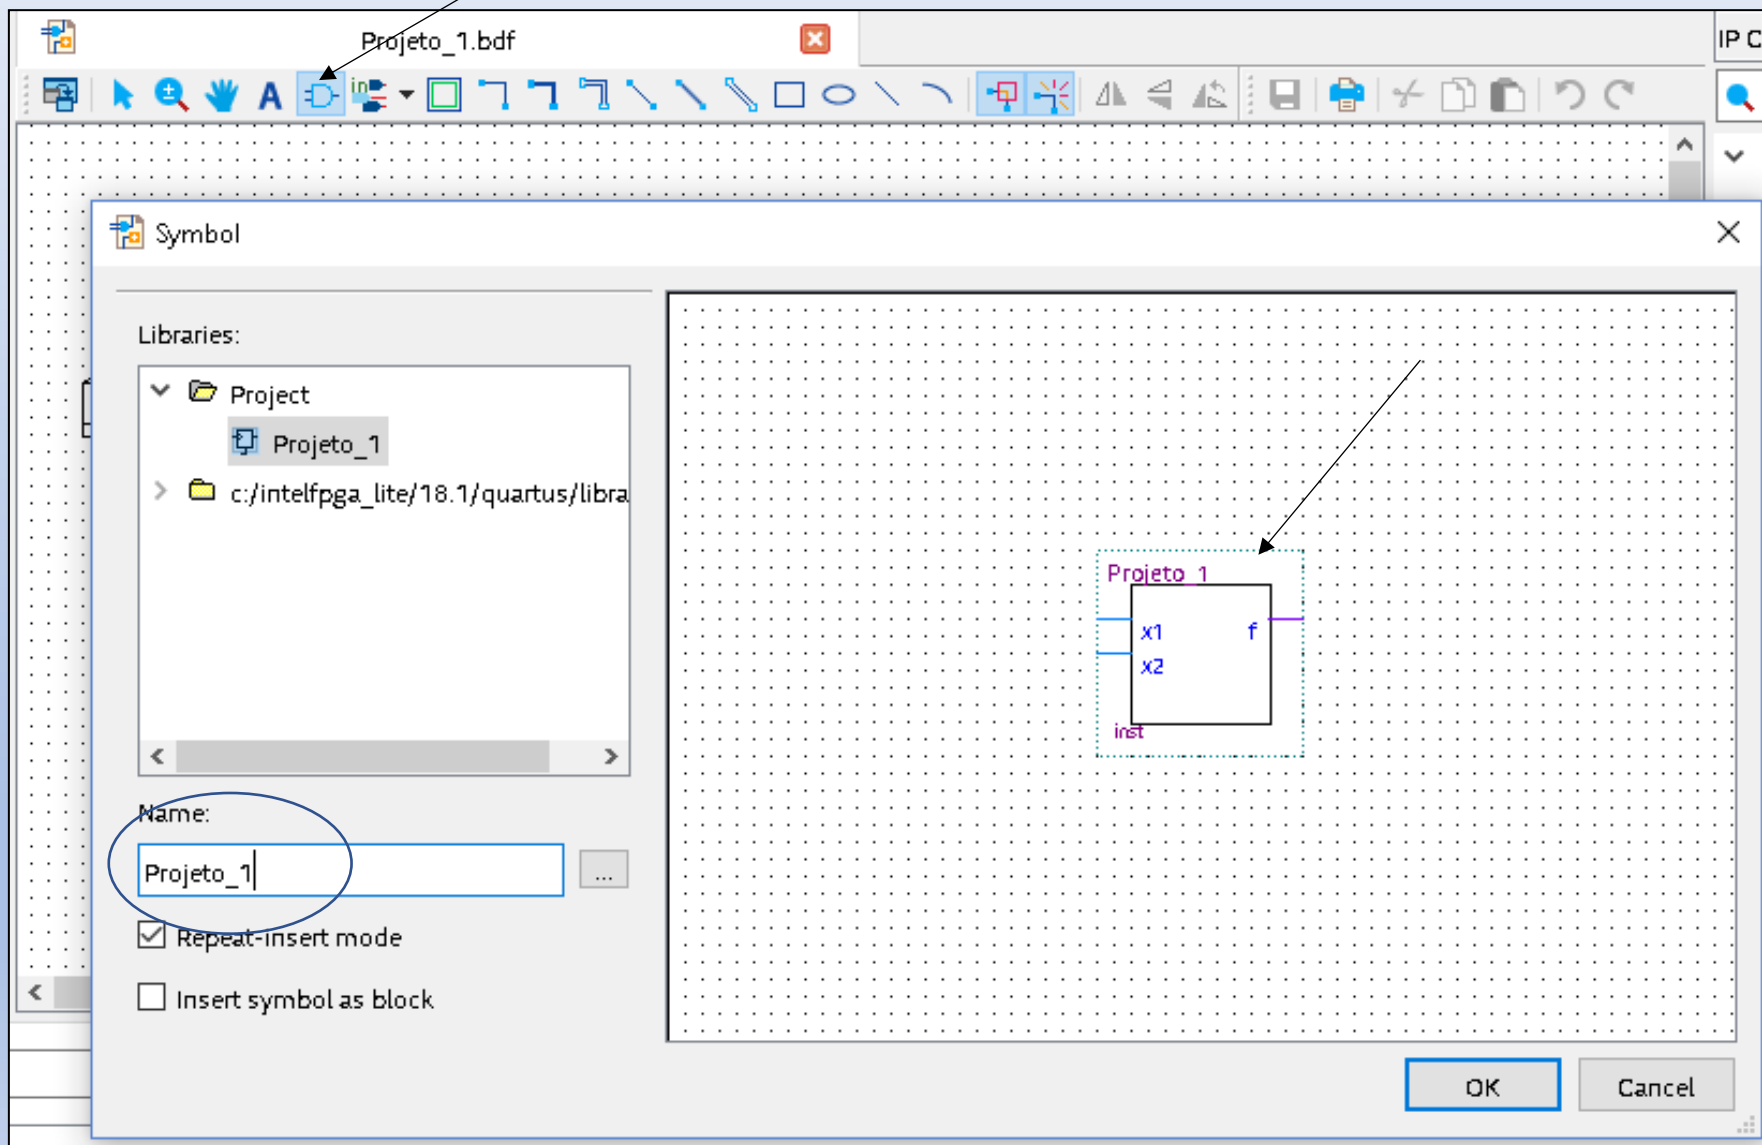 Projeto_1.bdf
IP C
A
in
Symbol
Libraries:
Project
Projeto_1
c:/intelfpga_lite/18.1/quartus/libra
Projeto_1
x1 f
x2
inst
Name:
Projeto_1
...
Repeat-insert mode
Insert symbol as block
OK Cancel